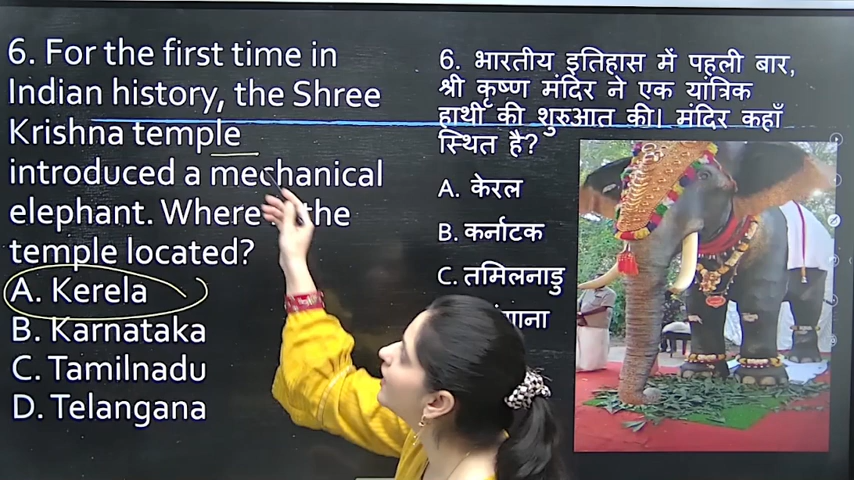 6. For the first time in
Indian history, the Shree
Krishna temple
introduced a mechanical
elephant. Where the
temple located?
A. Kerela
B. Karnataka
C. Tamilnadu
D. Telangana
6. भारतीय इतिहास में पहली बार,
श्री कृष्ण मंदिर ने एक यांत्रिक
हाथी की शुरुआत की। मंदिर कहाँ
स्थित है?
A. केरल
B. कर्नाटक
C. तमिलनाडु